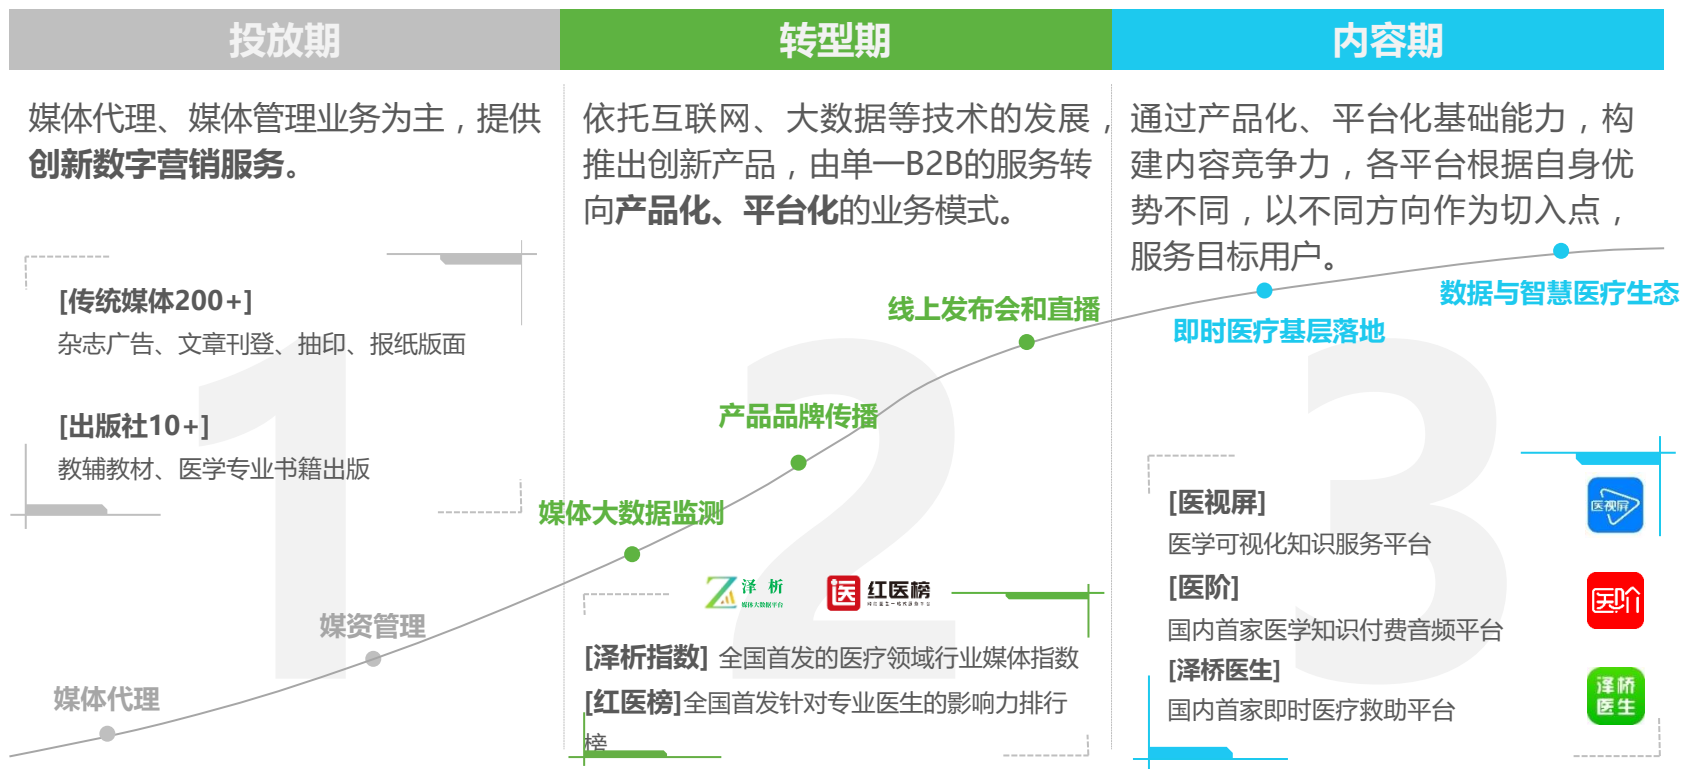 投放期
媒体代理、媒体管理业务为主，提供
创新数字营销服务。
[传统媒体200+]
杂志广告、文章刊登、抽印、报纸版面
[出版社10+]
教辅教材、医学专业书籍出版
媒资管理
媒体代理
1
转型期
依托互联网、大数据等技术的发展，
推出创新产品，由单一B2B的服务转
向产品化、平台化的业务模式。
线上发布会和直播
产品品牌传播
媒体大数据监测
2
泽析
媒体大数据平台
医
红医榜
[泽析指数] 全国首发的医疗领域行业媒体指数
[红医榜]全国首发针对专业医生的影响力排行
榜
内容期
通过产品化、平台化基础能力，构
建内容竞争力，各平台根据自身优
势不同，以不同方向作为切入点，
服务目标用户。
数据与智慧医疗生态
即时医疗基层落地
3
[医视屏]
医学可视化知识服务平台
医视屏
[医阶]
国内首家医学知识付费音频平台
医阶
[泽桥医生]
国内首家即时医疗救助平台
泽桥
医生